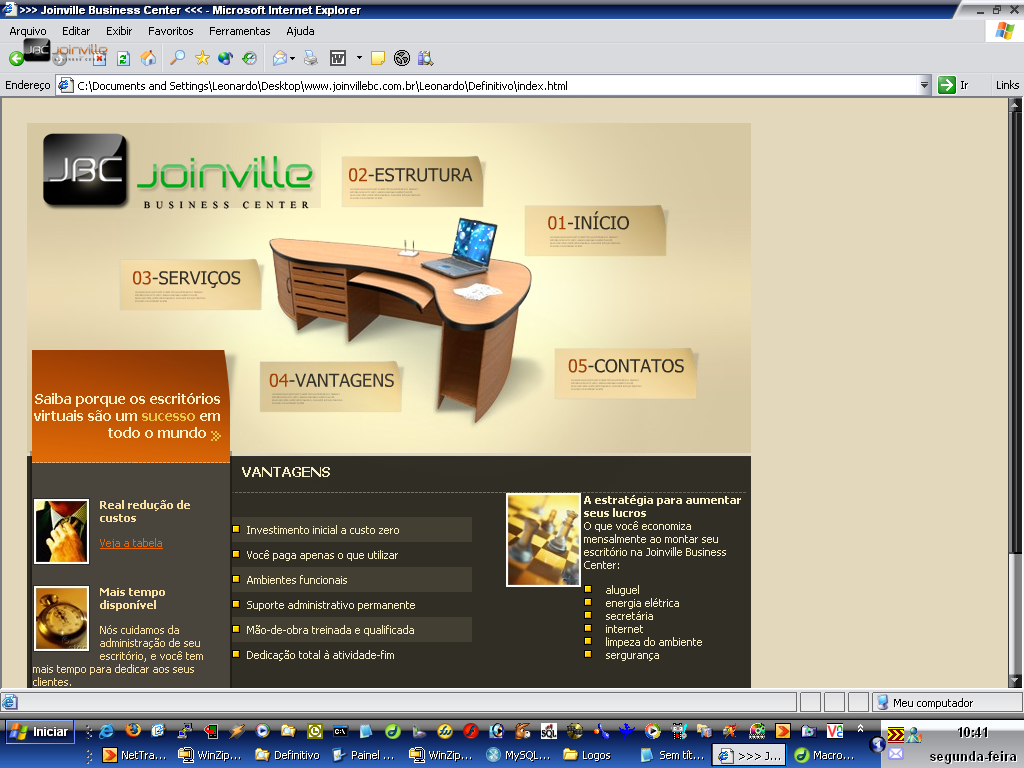 >>> Joinville Business Center <<< - Microsoft Internet Explorer
Arquivo Editar Exibir Favoritos Ferramentas Ajuda
JBC Joinville
BUSINESS CENTER
Endereço C:\Documents and Settings\Leonardo\Desktop\www.joinvillebc.com.br\Leonardo\Definitivo\index.html Ir Links
JBC Joinville
BUSINESS CENTER
02-ESTRUTURA
01-INÍCIO
03-SERVIÇOS
04-VANTAGENS
05-CONTATOS
Saiba porque os escritórios
virtuais são um sucesso em
todo o mundo
Real redução de
custos
Veja a tabela
Mais tempo
disponível
Nós cuidamos da
administração de seu
escritório, e você tem
mais tempo para dedicar aos seus
clientes.
VANTAGENS
Investimento inicial a custo zero
Você paga apenas o que utilizar
Ambientes funcionais
Suporte administrativo permanente
Mão-de-obra treinada e qualificada
Dedicação total à atividade-fim
A estratégia para aumentar
seus lucros
O que você economiza
mensalmente ao montar seu
escritório na Joinville Business
Center:
aluguel
energia elétrica
secretária
internet
limpeza do ambiente
sergurança
Meu computador
Iniciar
SQL
10:41
NetTra... WinZip... Definitivo Painel ... WinZip... MySQL... Logos Sem tít... >>> J... Macro...
segunda-feira